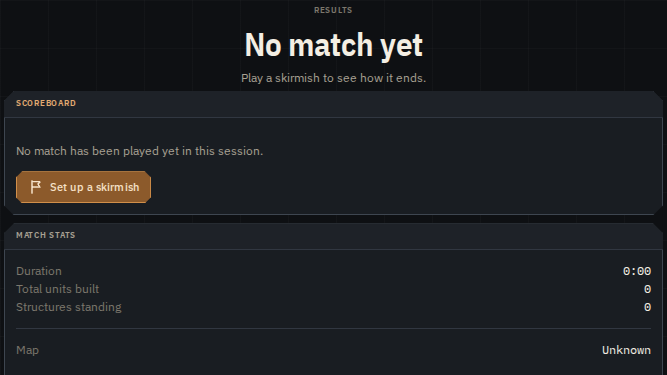 RESULTS
No match yet
Play a skirmish to see how it ends.
SCOREBOARD
No match has been played yet in this session.
Set up a skirmish
MATCH STATS
Duration 0:00
Total units built 0
Structures standing 0
Map Unknown